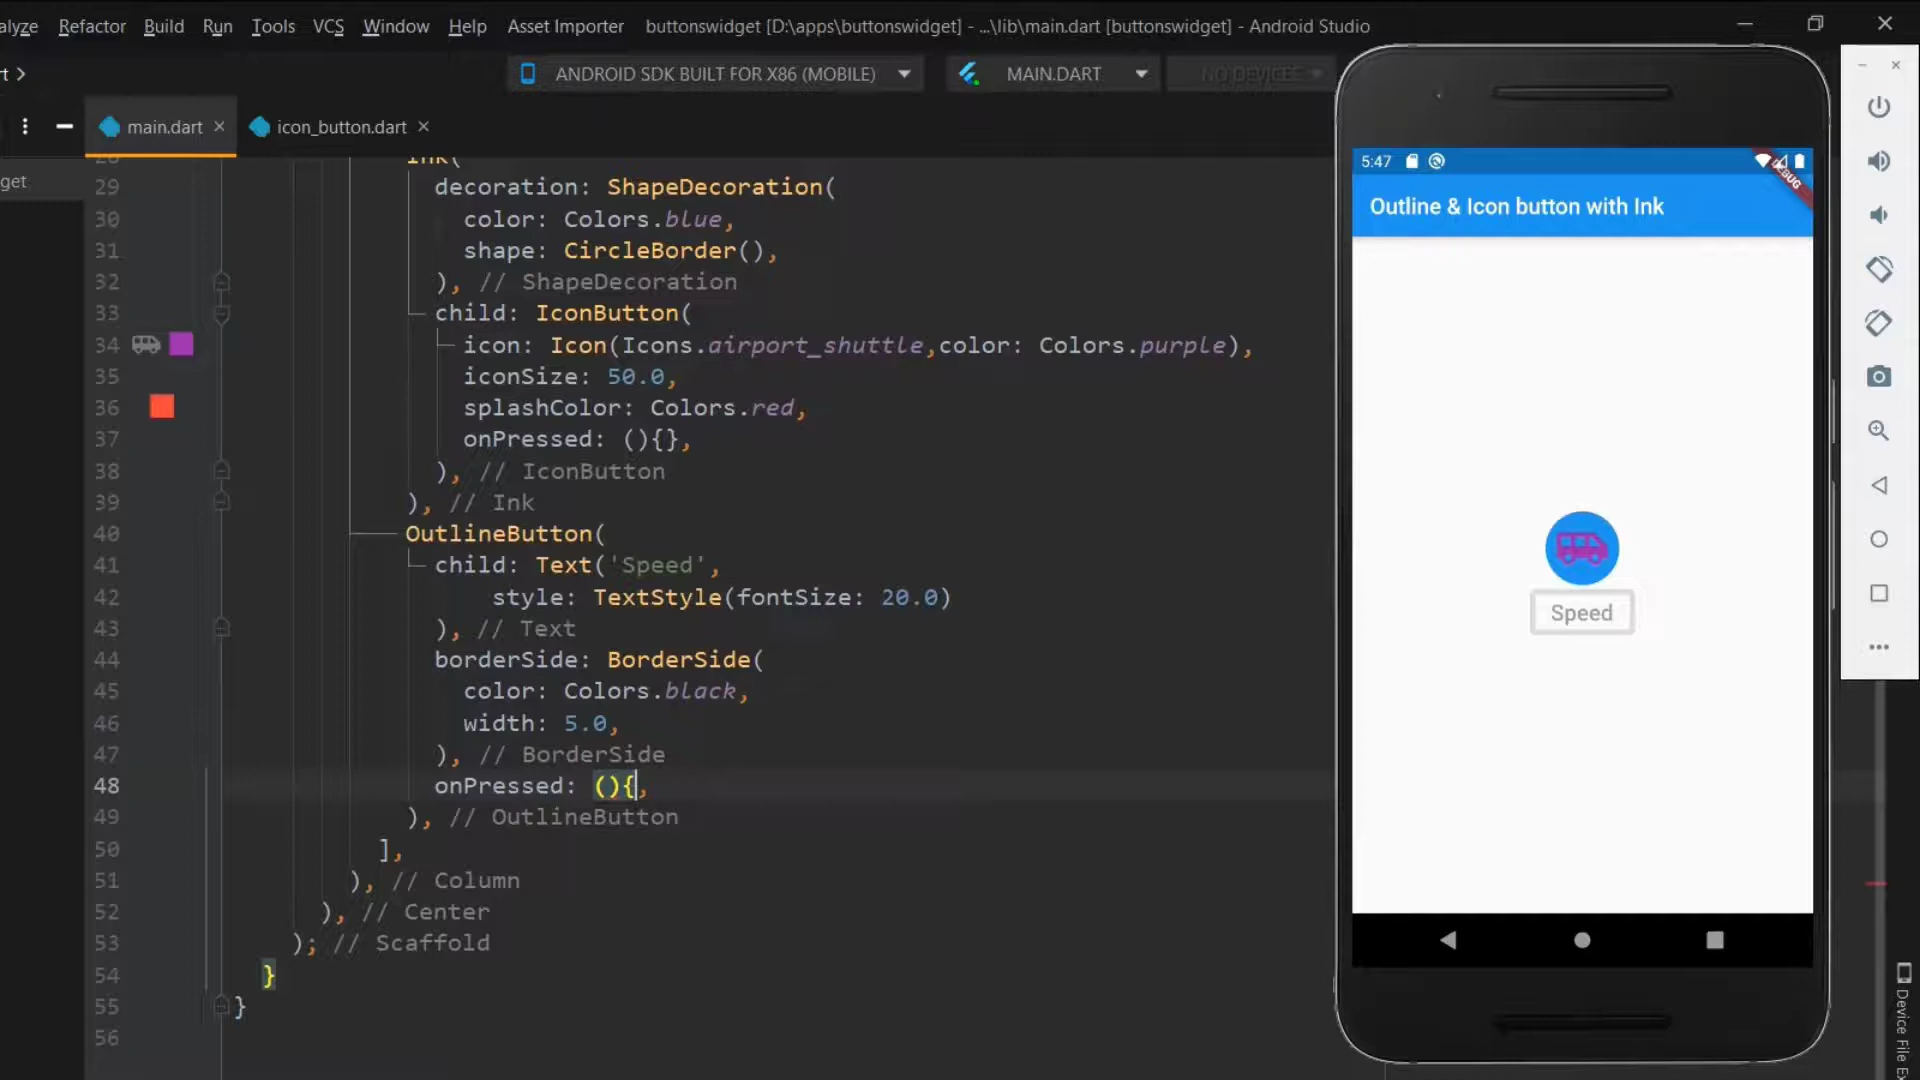 alyze Refactor Build Run Tools VCS Window Help Asset Importer buttonswidget [D:\apps\buttonswidget] - ...\lib\main.dart [buttonswidget] - Android Studio
ANDROID SDK BUILT FOR X86 (MOBILE) MAIN.DART NO DEVICES
main.dart icon_button.dart
get
28 Ink(
29 decoration: ShapeDecoration(
30 color: Colors.blue,
31 shape: CircleBorder(),
32 ), // ShapeDecoration
33 child: IconButton(
34 icon: Icon(Icons.airport_shuttle,color: Colors.purple),
35 iconSize: 50.0,
36 splashColor: Colors.red,
37 onPressed: (){},
38 ), // IconButton
39 ), // Ink
40 OutlineButton(
41 child: Text('Speed',
42 style: TextStyle(fontSize: 20.0)
43 ), // Text
44 borderSide: BorderSide(
45 color: Colors.black,
46 width: 5.0,
47 ), // BorderSide
48 onPressed: (){,
49 ), // OutlineButton
50 ],
51 ), // Column
52 ), // Center
53 ); // Scaffold
54 }
55 }
56
5:47
DEBUG
Outline & Icon button with Ink
Speed
Device File Ex